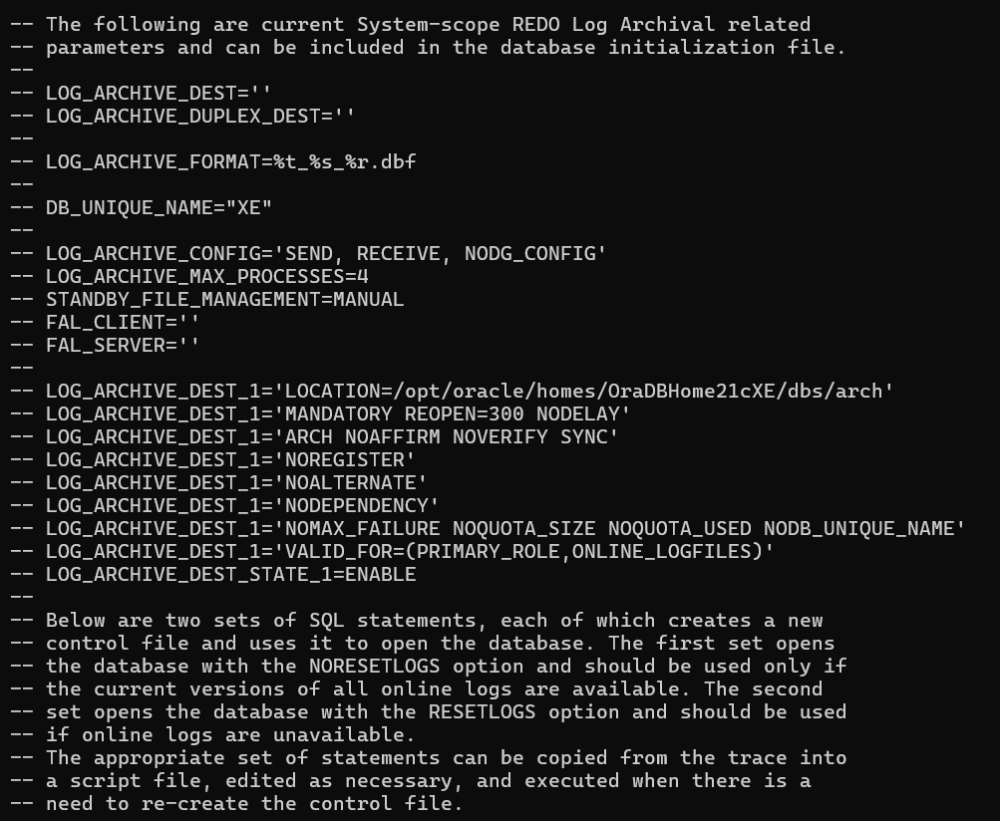 -- The following are current System-scope REDO Log Archival related
-- parameters and can be included in the database initialization file.
--
-- LOG_ARCHIVE_DEST=''
-- LOG_ARCHIVE_DUPLEX_DEST=''
--
-- LOG_ARCHIVE_FORMAT=%t_%s_%r.dbf
--
-- DB_UNIQUE_NAME="XE"
--
-- LOG_ARCHIVE_CONFIG='SEND, RECEIVE, NODG_CONFIG'
-- LOG_ARCHIVE_MAX_PROCESSES=4
-- STANDBY_FILE_MANAGEMENT=MANUAL
-- FAL_CLIENT=''
-- FAL_SERVER=''
--
-- LOG_ARCHIVE_DEST_1='LOCATION=/opt/oracle/homes/OraDBHome21cXE/dbs/arch'
-- LOG_ARCHIVE_DEST_1='MANDATORY REOPEN=300 NODELAY'
-- LOG_ARCHIVE_DEST_1='ARCH NOAFFIRM NOVERIFY SYNC'
-- LOG_ARCHIVE_DEST_1='NOREGISTER'
-- LOG_ARCHIVE_DEST_1='NOALTERNATE'
-- LOG_ARCHIVE_DEST_1='NODEPENDENCY'
-- LOG_ARCHIVE_DEST_1='NOMAX_FAILURE NOQUOTA_SIZE NOQUOTA_USED NODB_UNIQUE_NAME'
-- LOG_ARCHIVE_DEST_1='VALID_FOR=(PRIMARY_ROLE,ONLINE_LOGFILES)'
-- LOG_ARCHIVE_DEST_STATE_1=ENABLE
--
-- Below are two sets of SQL statements, each of which creates a new
-- control file and uses it to open the database. The first set opens
-- the database with the NORESETLOGS option and should be used only if
-- the current versions of all online logs are available. The second
-- set opens the database with the RESETLOGS option and should be used
-- if online logs are unavailable.
-- The appropriate set of statements can be copied from the trace into
-- a script file, edited as necessary, and executed when there is a
-- need to re-create the control file.